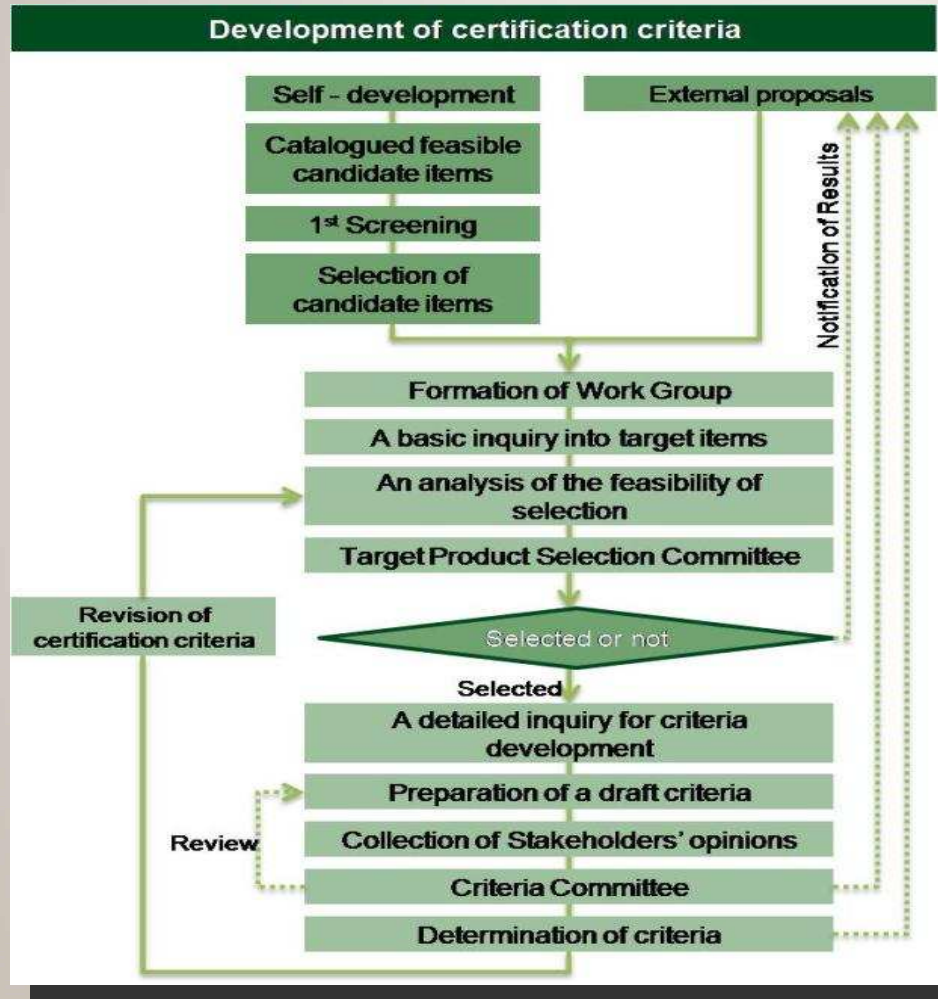 Development of certification criteria
Self - development
External proposals
Catalogued feasible
candidate items
1st Screening
Selection of
candidate items
Notification of Results
Formation of Work Group
A basic inquiry into target items
An analysis of the feasibility of
selection
Target Product Selection Committee
Revision of
certification criteria
Selected or not
Selected
A detailed inquiry for criteria
development
Preparation of a draft criteria
Review
Collection of Stakeholders' opinions
Criteria Committee
Determination of criteria